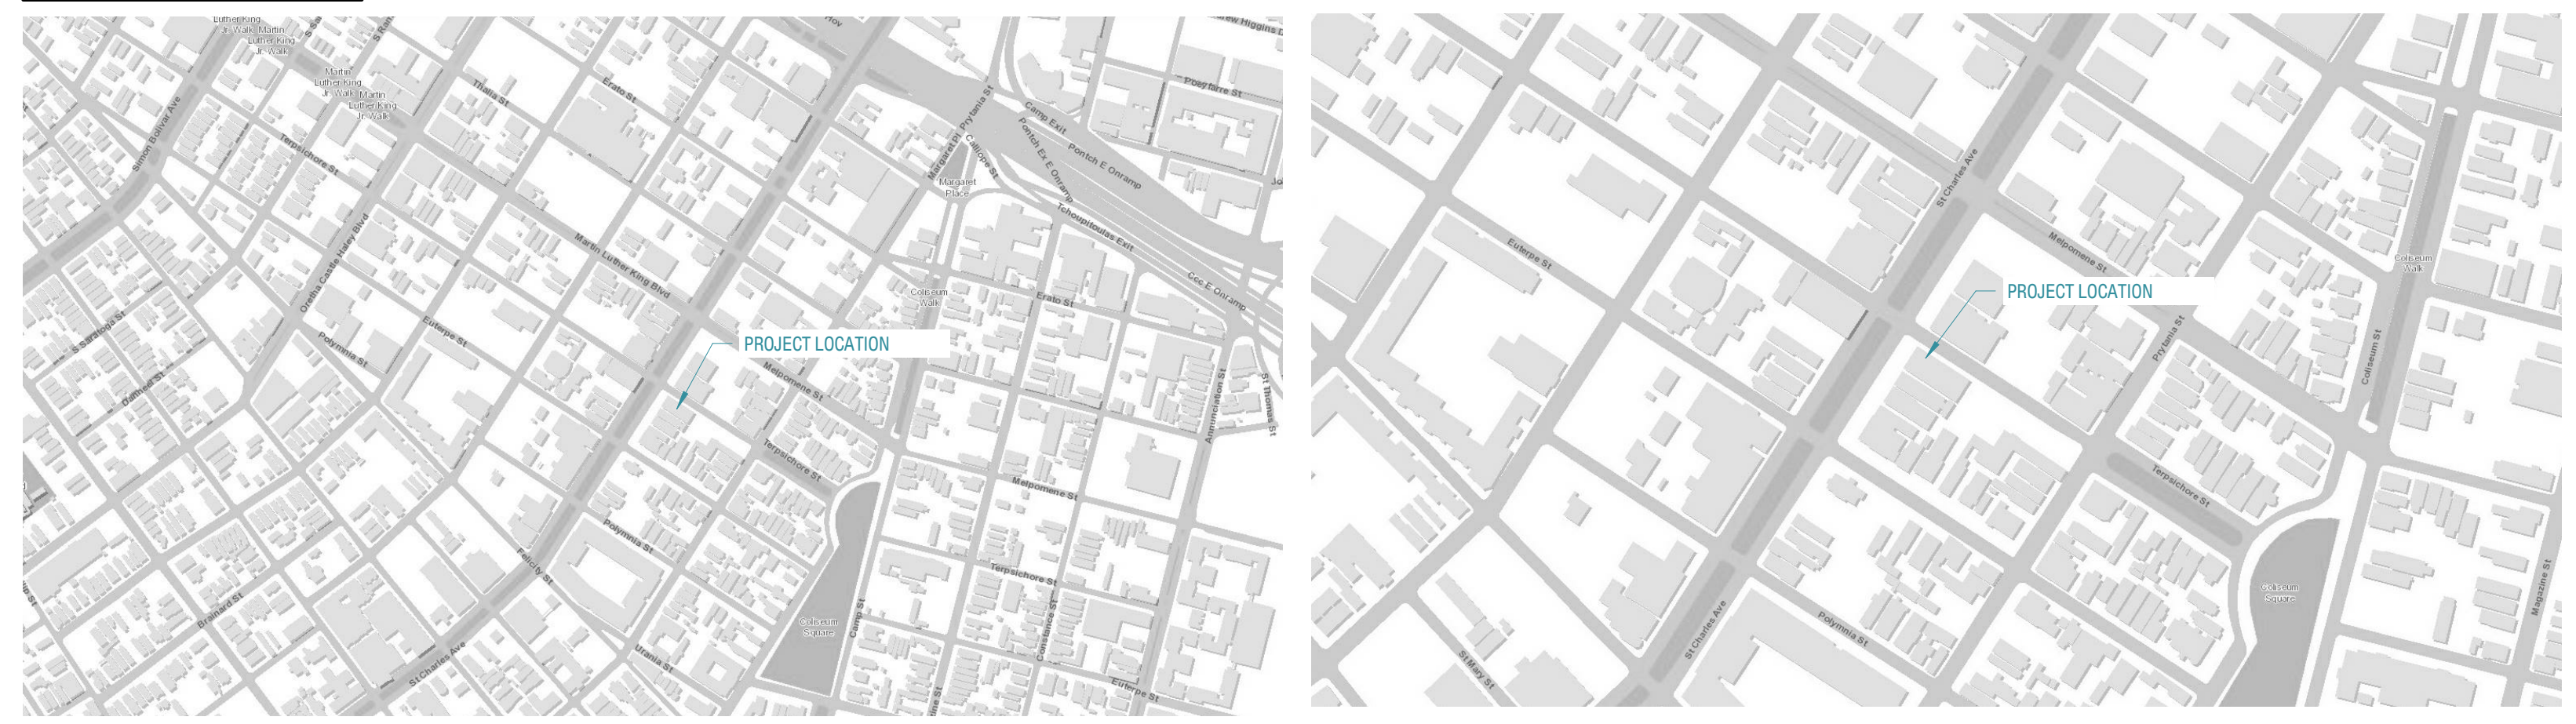 Luther King
Jr. Walk Martin
Luther King
Jr. Walk
Martin
Luther King
Jr. Walk Martin
Luther King
Jr. Walk
Simon Bolivar Ave
Thalia St
Erato St
Terpsichore St
Oretha Castle Haley Blvd
Martin Luther King Blvd
S Saratoga St
Polymnia St
Euterpe St
Danneel St
Brainard St
Felicity St
St Charles Ave
Polymnia St
Urania St
Melpomene St
Terpsichore St
Coliseum
Square
Camp St
Coliseum
Walk
Margaret Pl
Prytania St
Calliope St
Margaret
Place
Camp Exit
Pontch E Onramp
Pontch Ex E Onramp
Tchoupitoulas Exit
Ccc E Onramp
Poeyfarre St
Erato St
Annunciation St
St Thomas St
Melpomene St
Terpsichore St
Constance St
Euterpe St
PROJECT LOCATION
Euterpe St
St Charles Ave
Melpomene St
PROJECT LOCATION
Prytania St
Coliseum
Walk
Coliseum St
Terpsichore St
Coliseum
Square
Magazine St
Polymnia St
St Charles Ave
St Mary St